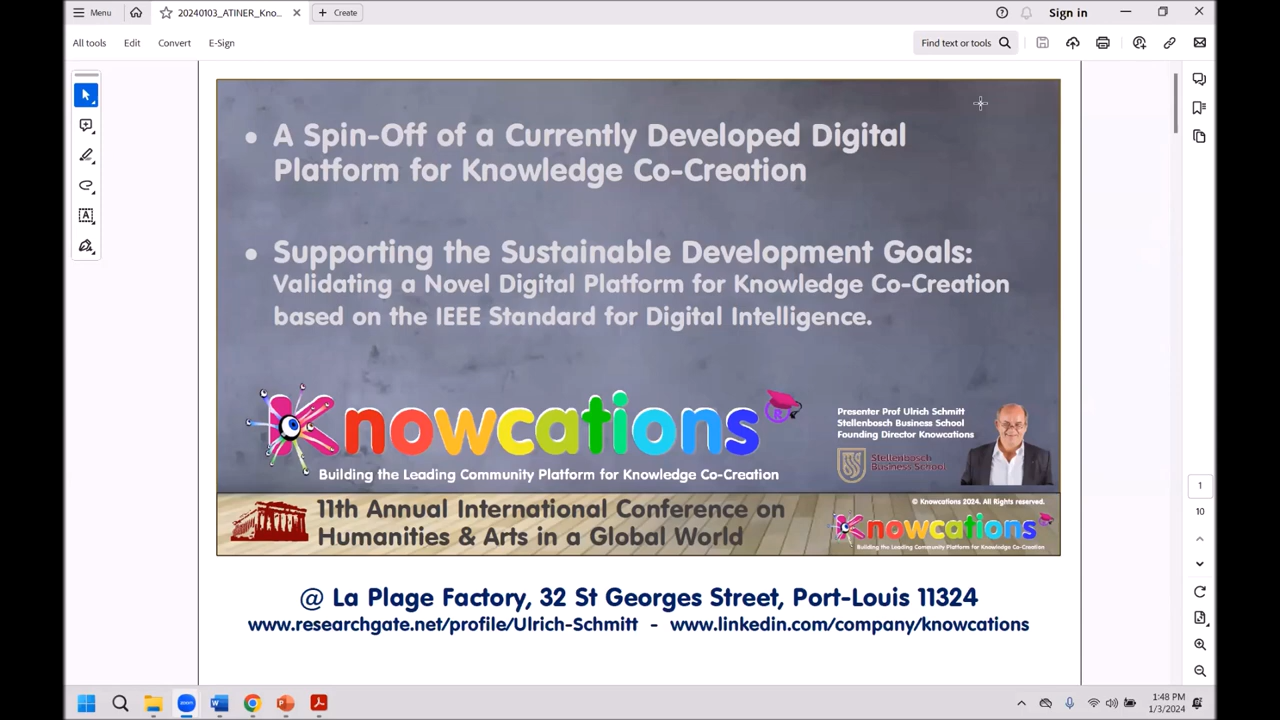 Menu
20240103_ATINER_Kno...
Create
Sign in
All tools
Edit
Convert
E-Sign
Find text or tools
• A Spin-Off of a Currently Developed Digital
Platform for Knowledge Co-Creation
• Supporting the Sustainable Development Goals:
Validating a Novel Digital Platform for Knowledge Co-Creation
based on the IEEE Standard for Digital Intelligence.
Knowcations
R
Building the Leading Community Platform for Knowledge Co-Creation
Presenter Prof Ulrich Schmitt
Stellenbosch Business School
Founding Director Knowcations
Stellenbosch
Business School
11th Annual International Conference on
Humanities & Arts in a Global World
© Knowcations 2024. All Rights reserved.
Knowcations
Building the Leading Community Platform for Knowledge Co-Creation
@ La Plage Factory, 32 St Georges Street, Port-Louis 11324
www.researchgate.net/profile/Ulrich-Schmitt - www.linkedin.com/company/knowcations
1
10
zoom
1:48 PM
1/3/2024